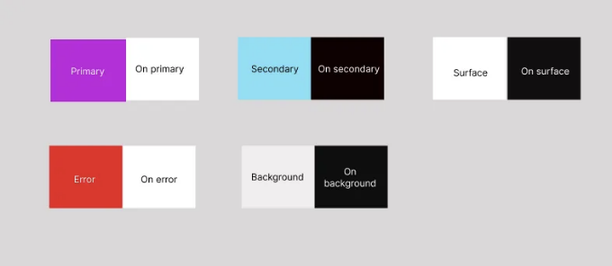 Primary
On primary
Secondary
On secondary
Surface
On surface
Error
On error
Background
On
background